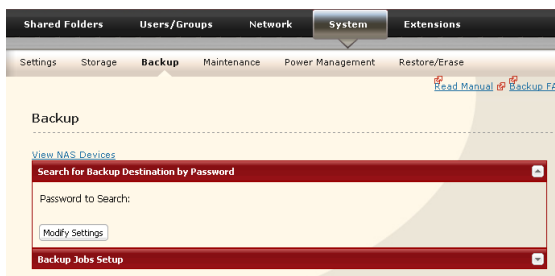 Shared Folders Users/Groups Network System Extensions
Settings Storage Backup Maintenance Power Management Restore/Erase
Read Manual Backup FA
Backup
View NAS Devices
Search for Backup Destination by Password
Password to Search:
Modify Settings
Backup Jobs Setup